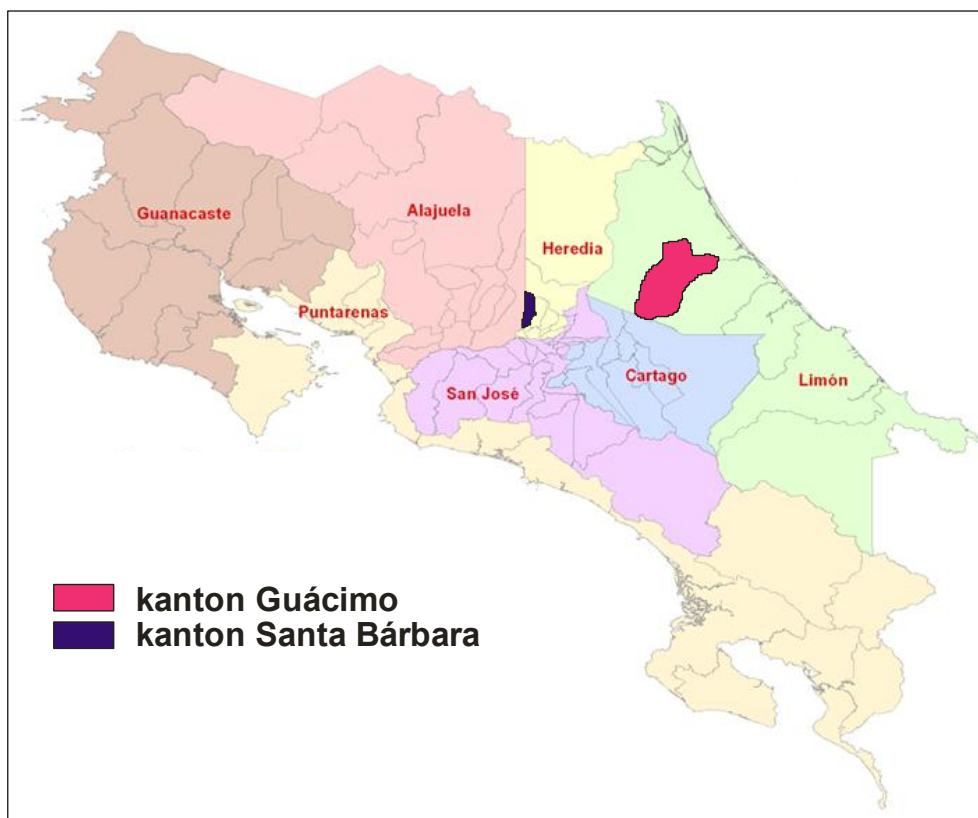 Guanacaste
Alajuela
Heredia
Puntarenas
San José
Cartago
Limón
kanton Guácimo
kanton Santa Bárbara